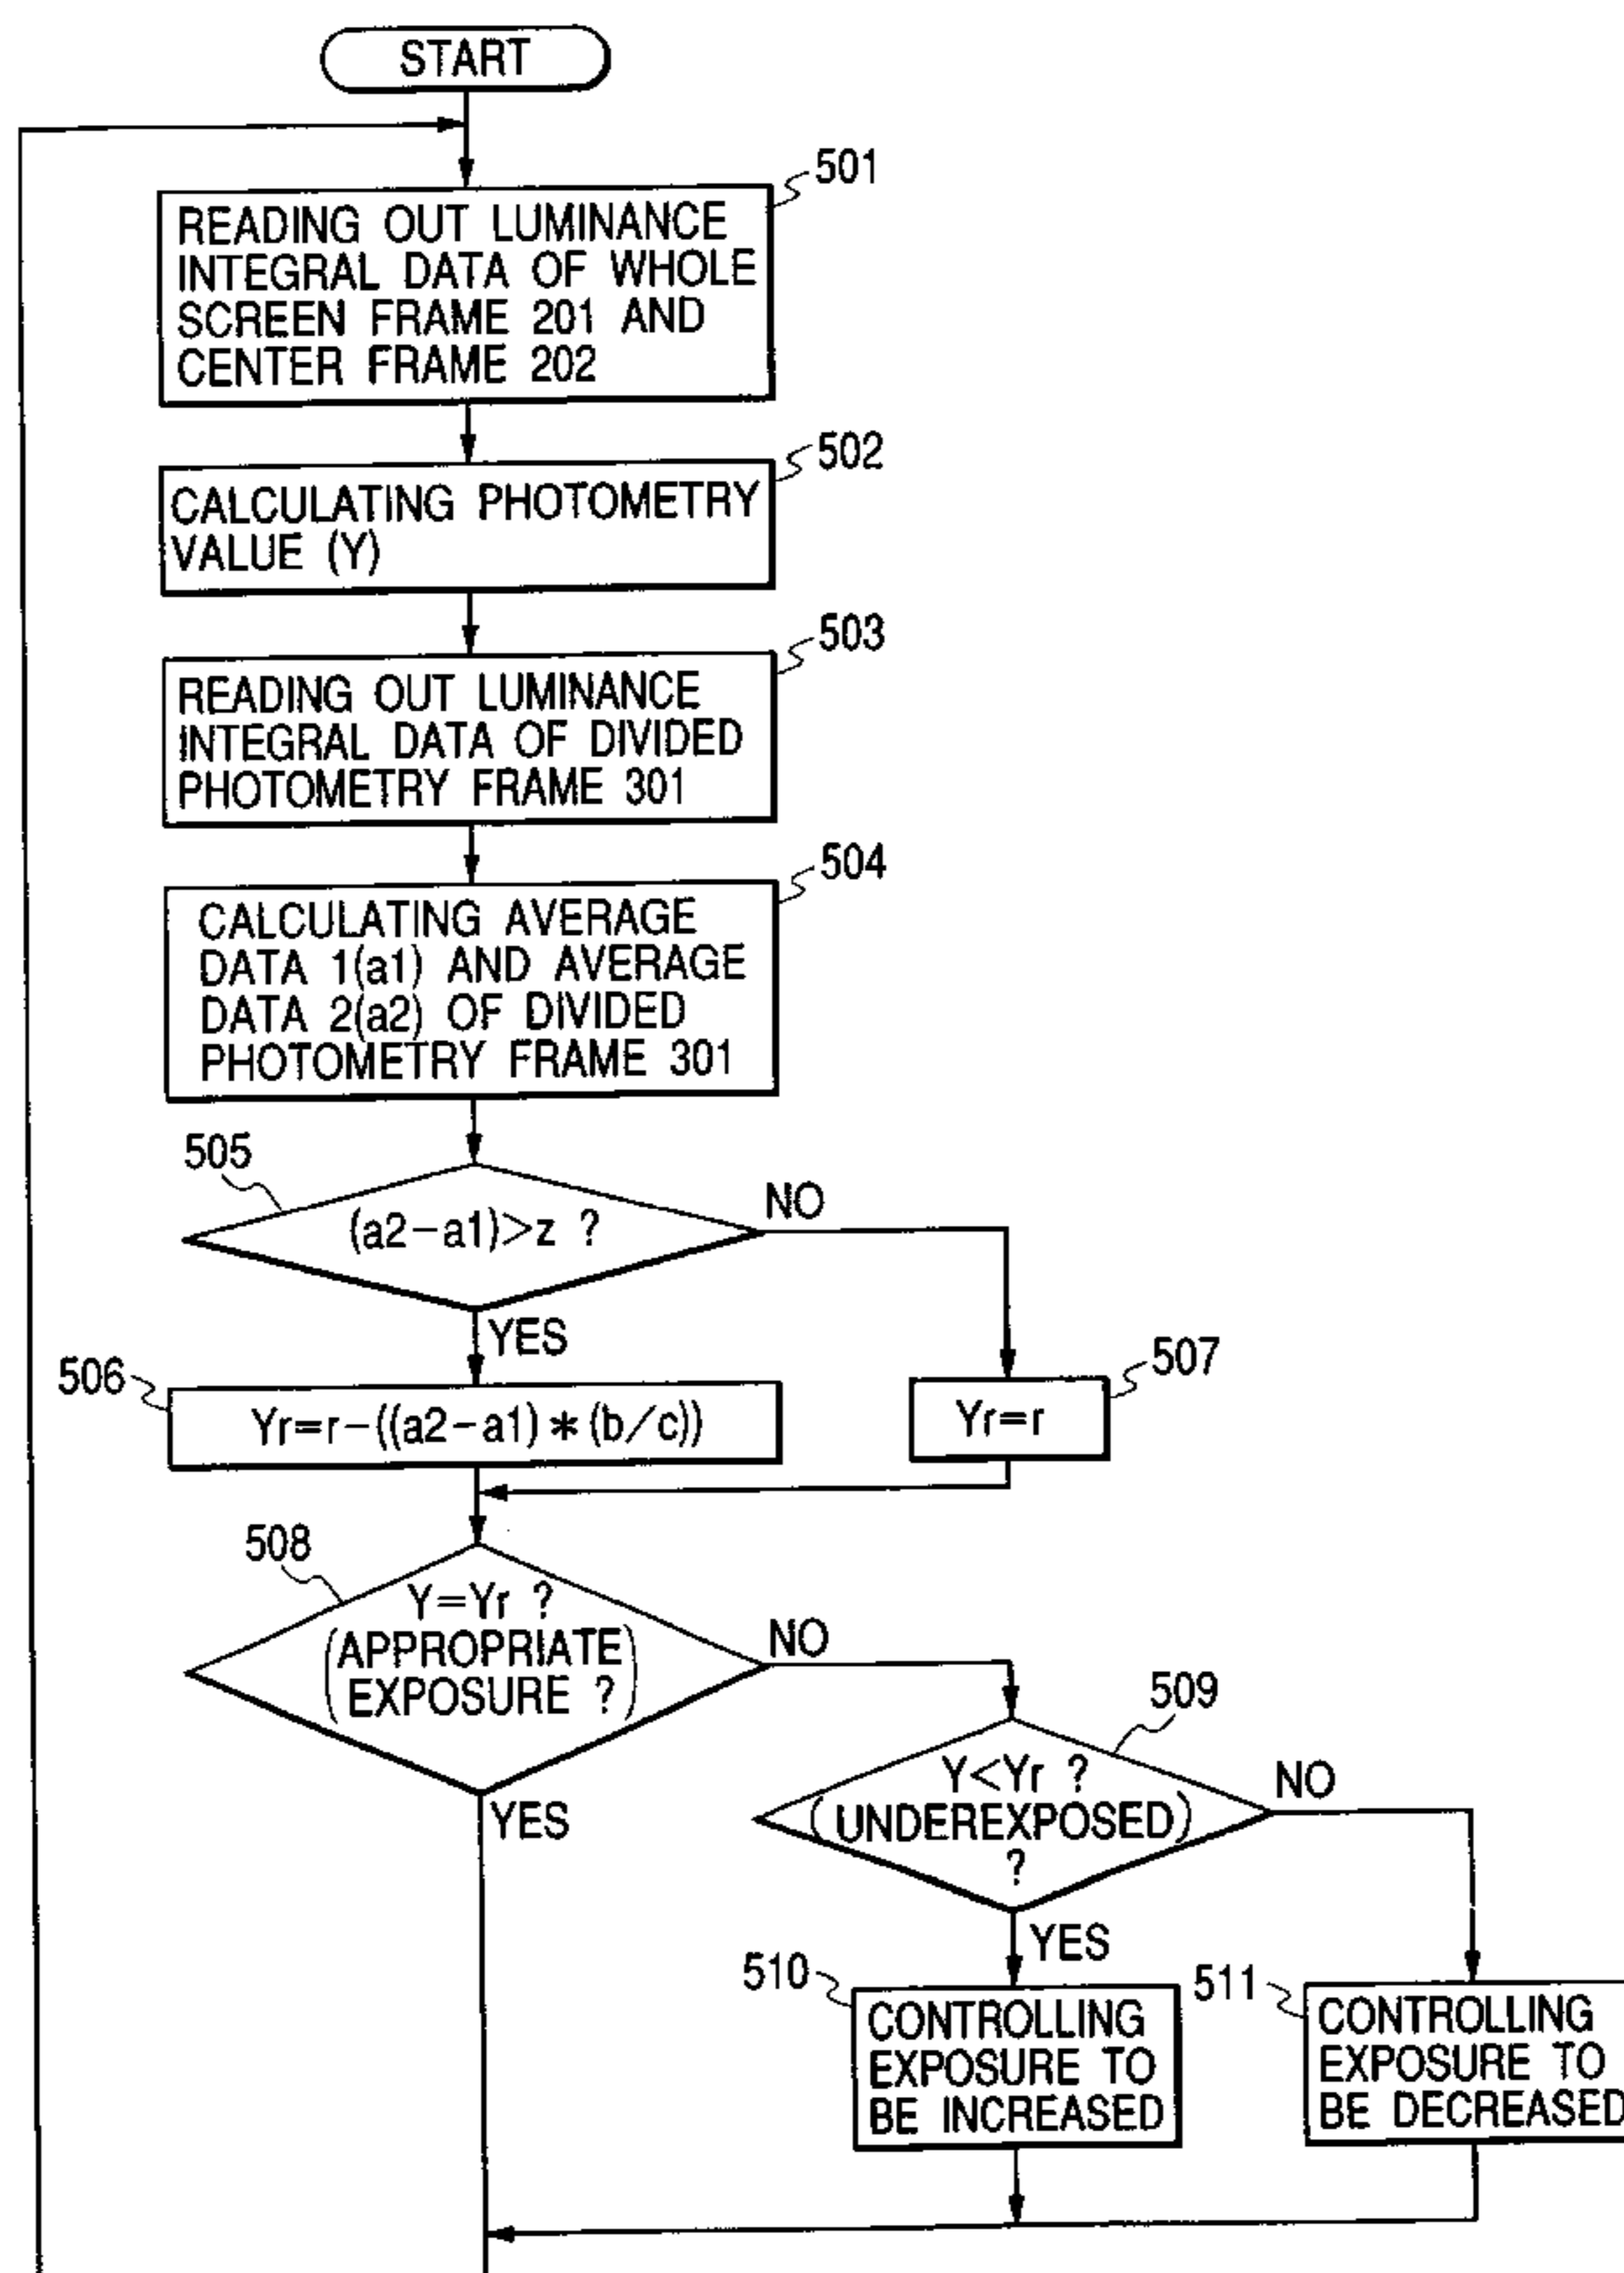 START
501
READING OUT LUMINANCE
INTEGRAL DATA OF WHOLE
SCREEN FRAME 201 AND
CENTER FRAME 202
502
CALCULATING PHOTOMETRY
VALUE (Y)
503
READING OUT LUMINANCE
INTEGRAL DATA OF DIVIDED
PHOTOMETRY FRAME 301
504
CALCULATING AVERAGE
DATA 1(a1) AND AVERAGE
DATA 2(a2) OF DIVIDED
PHOTOMETRY FRAME 301
505
(a2-a1)>z ?
NO
YES
506
Yr=r-((a2-a1)*(b/c))
507
Yr=r
508
Y=Yr ?
(APPROPRIATE
EXPOSURE ?)
NO
YES
509
Y<Yr ?
(UNDEREXPOSED)
?
NO
YES
510
CONTROLLING
EXPOSURE TO
BE INCREASED
511
CONTROLLING
EXPOSURE TO
BE DECREASED